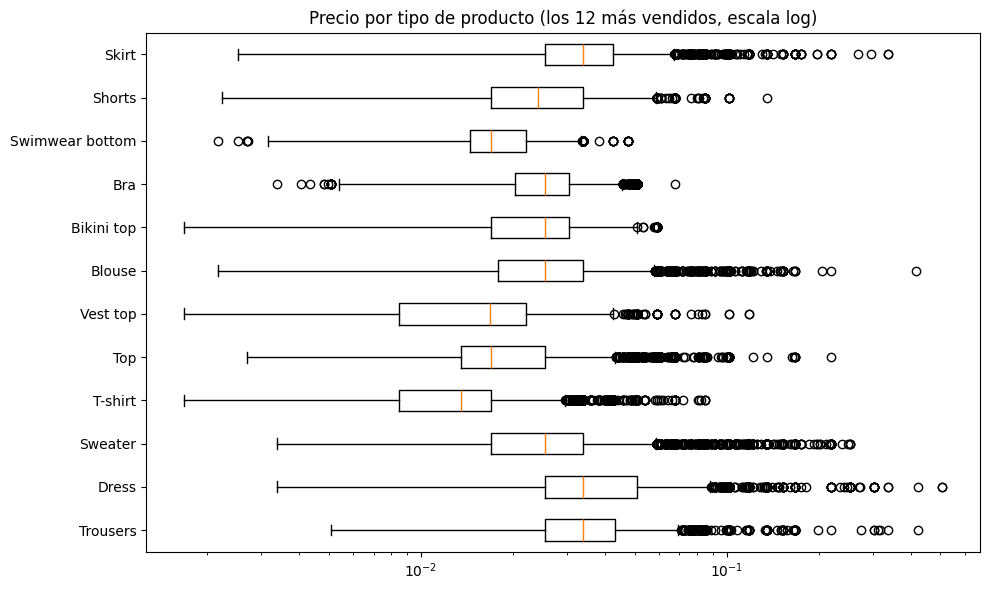 Precio por tipo de producto (los 12 más vendidos, escala log)
Skirt
Shorts
Swimwear bottom
Bra
Bikini top
Blouse
Vest top
Top
T-shirt
Sweater
Dress
Trousers
10⁻² 10⁻¹